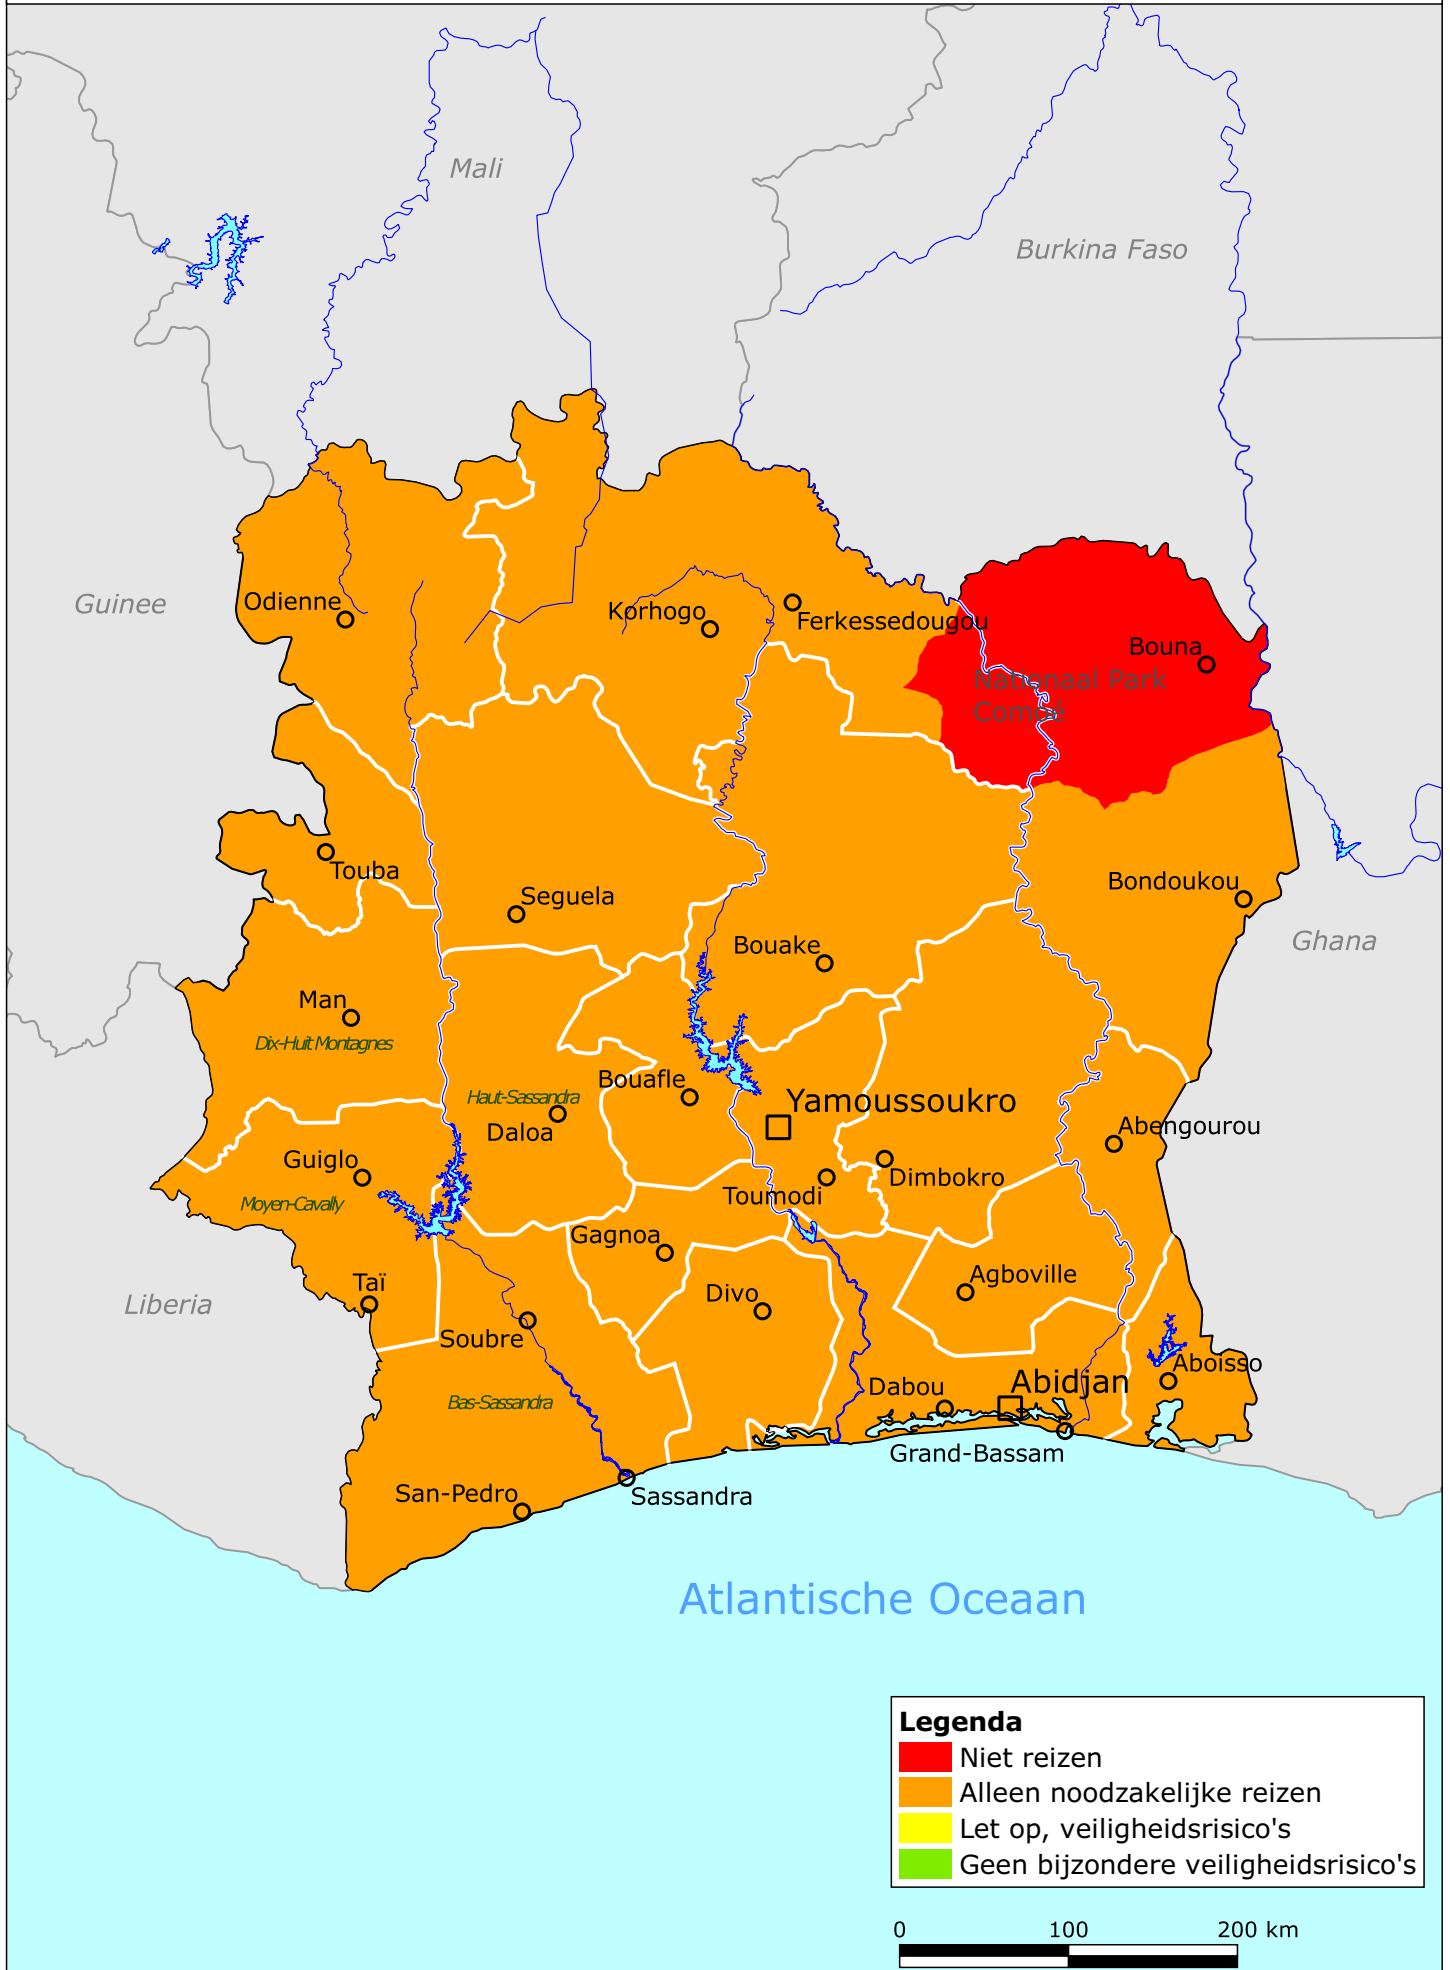 Mali
Burkina Faso
Guinee
Odienne
Korhogo
Ferkessedougou
Bouna
Nationaal Park
Comoé
Touba
Seguela
Bondoukou
Bouake
Ghana
Man
Dix-Huit Montagnes
Bouafle
Haut-Sassandra
Daloa
Yamoussoukro
Abengourou
Guiglo
Dimbokro
Toumodi
Moyen-Cavally
Gagnoa
Taï
Agboville
Liberia
Divo
Soubre
Aboisso
Dabou
Abidjan
Bas-Sassandra
Grand-Bassam
San-Pedro
Sassandra
Atlantische Oceaan
Legenda
Niet reizen
Alleen noodzakelijke reizen
Let op, veiligheidsrisico's
Geen bijzondere veiligheidsrisico's
0 100 200 km